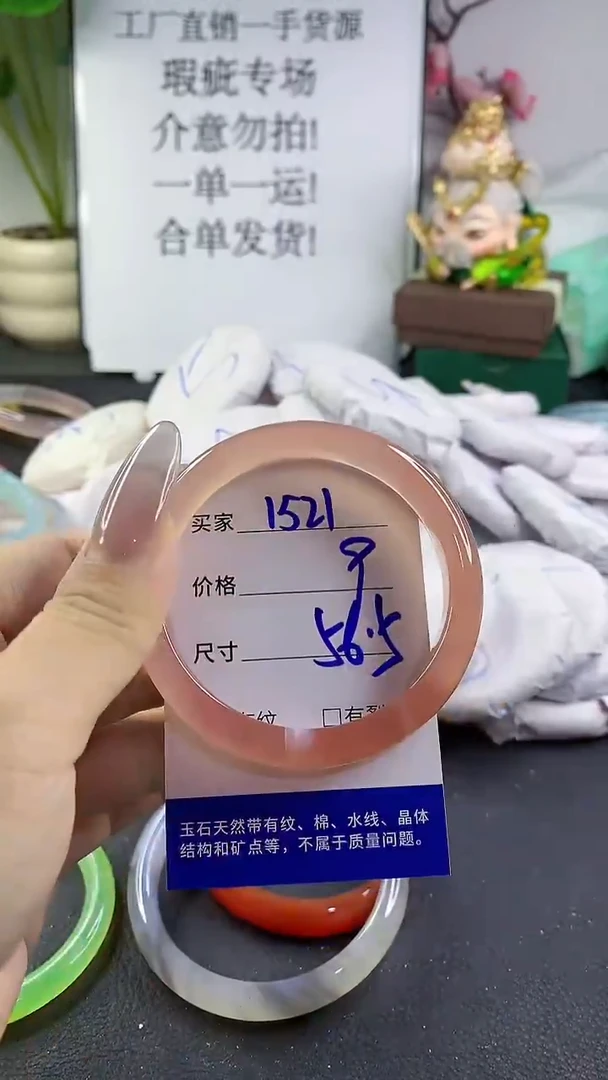 工厂直销一手货源
瑕疵专场
介意勿拍!
一单一运!
合单发货!
买家 1521
价格 9
尺寸 56.5
纹 □有裂
玉石天然带有纹、棉、水线、晶体
结构和矿点等，不属于质量问题。